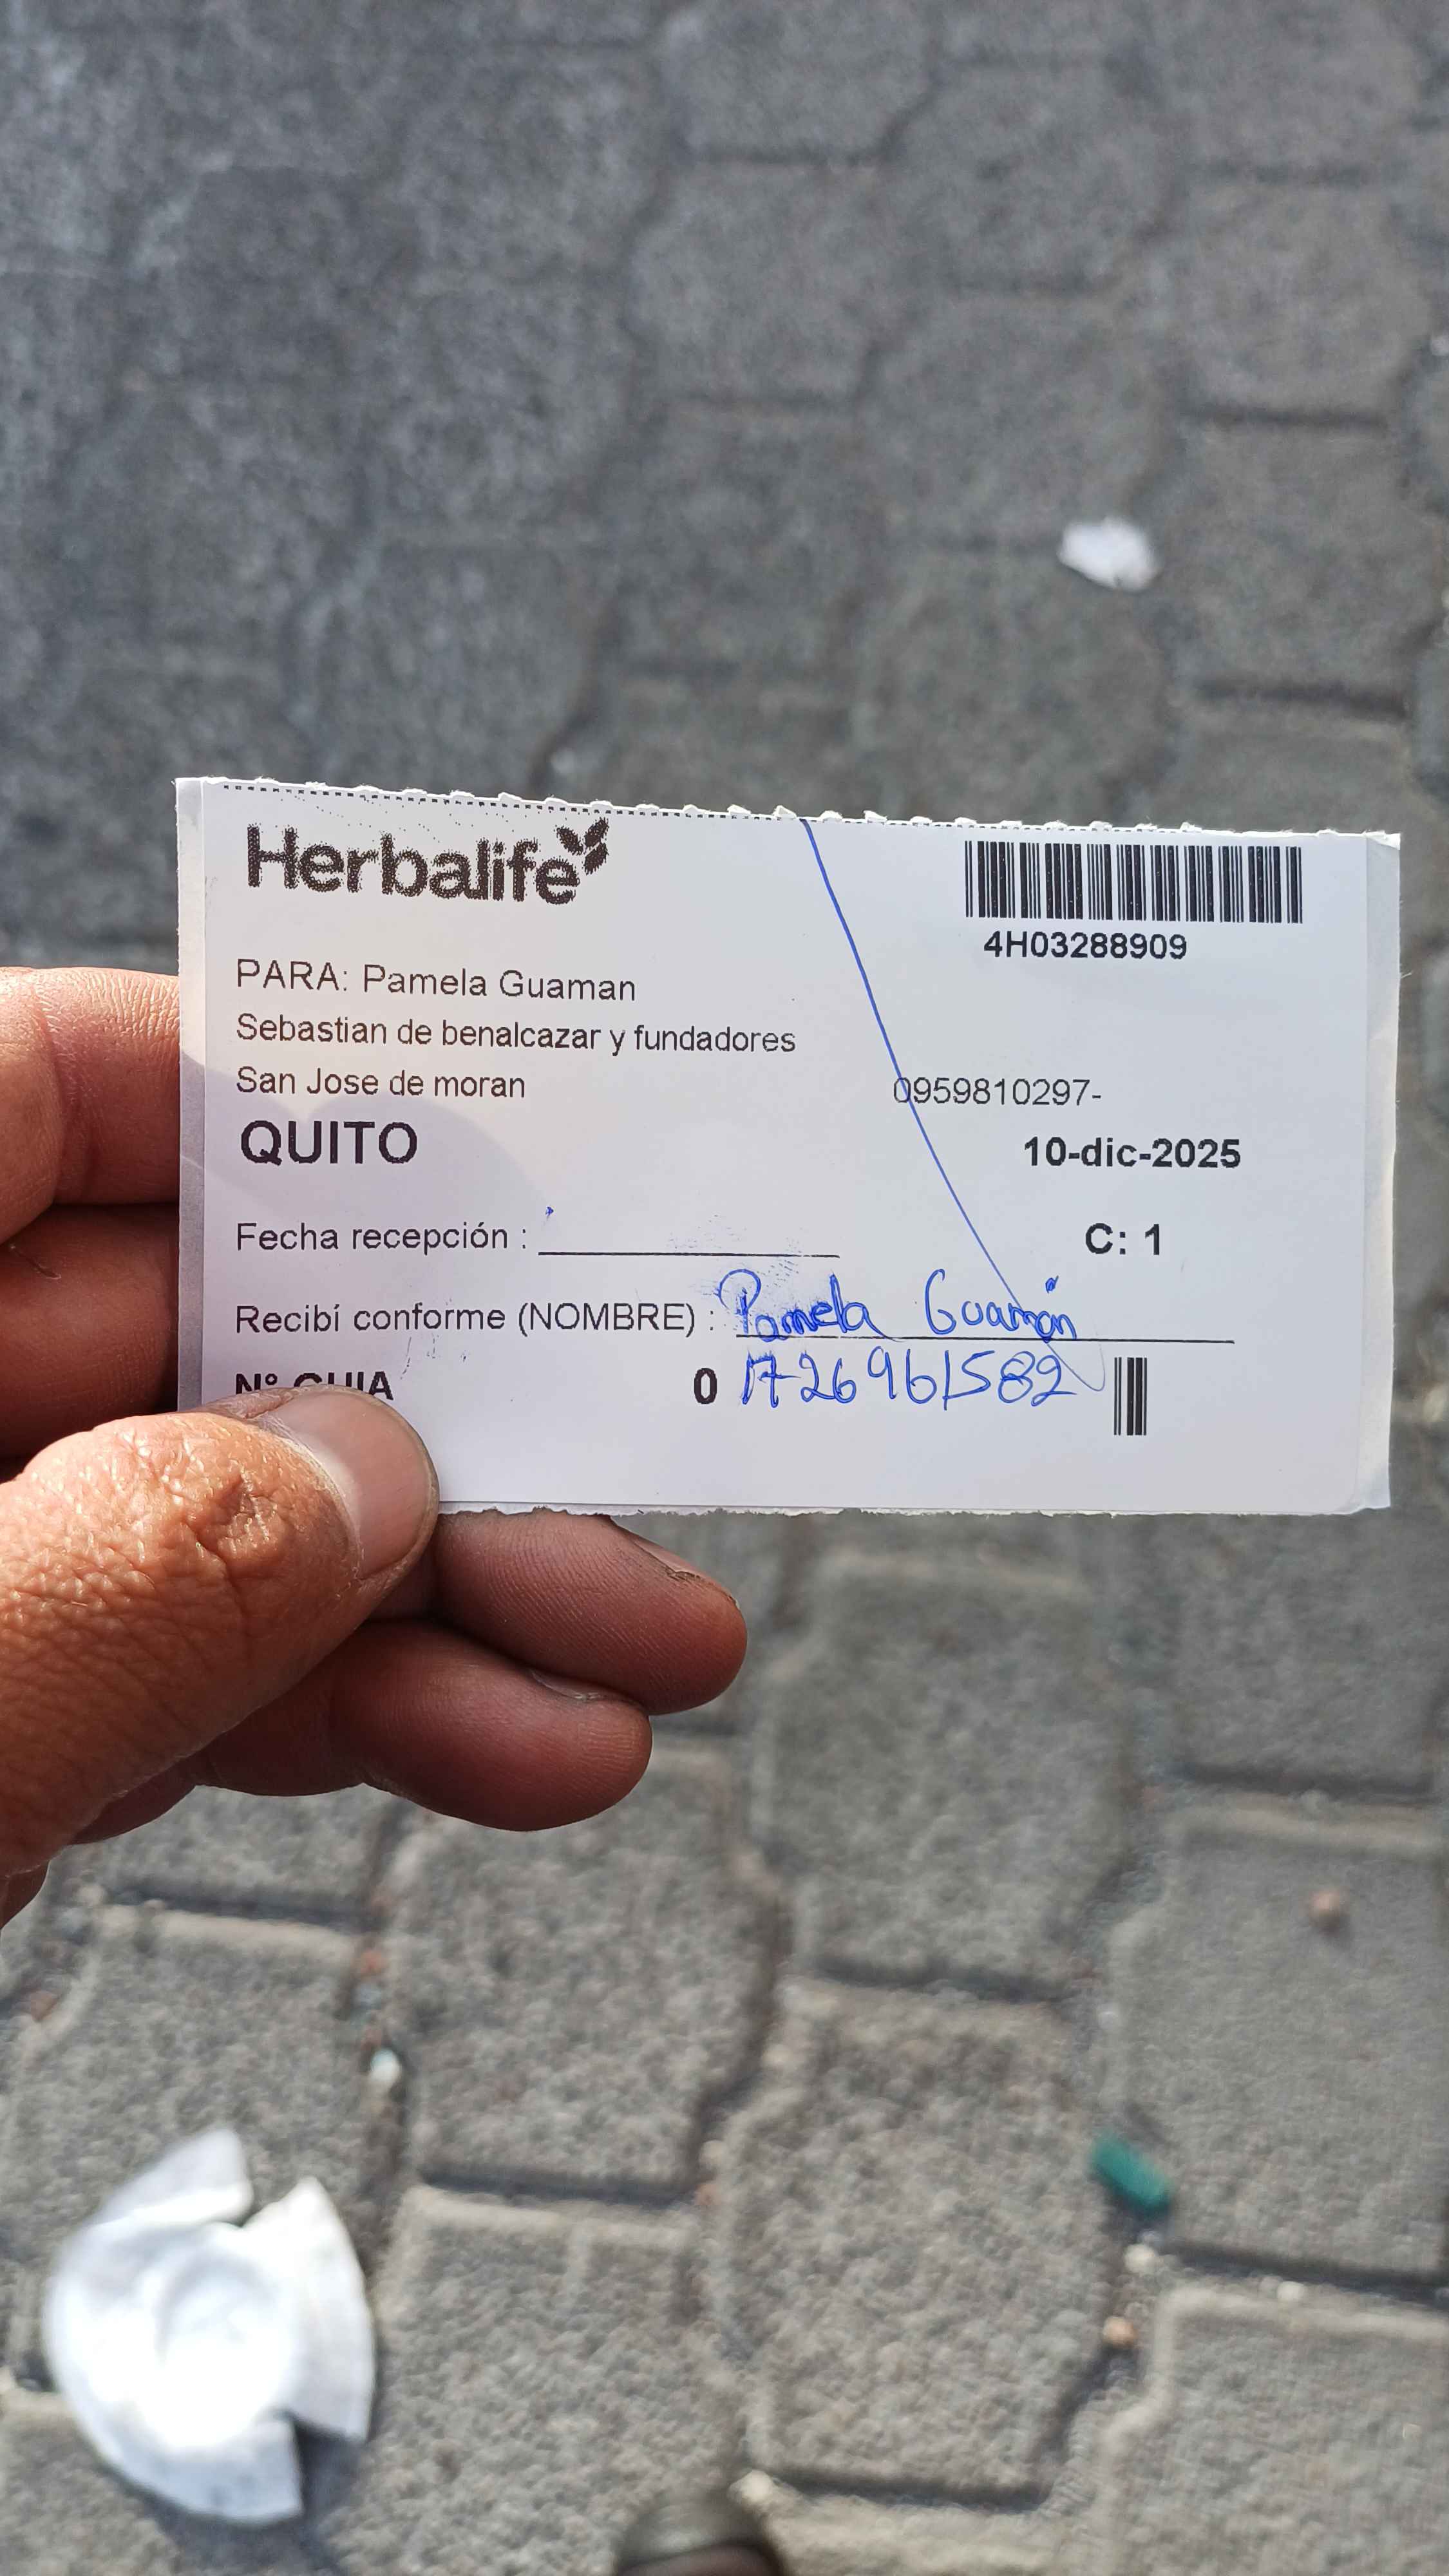 Herbalife
4H03288909
PARA: Pamela Guaman
Sebastian de benalcazar y fundadores
San Jose de moran 0959810297-
QUITO 10-dic-2025
Fecha recepción : C: 1
Recibí conforme (NOMBRE) : Pamela Guamán
N° GUIA 0 1726961582